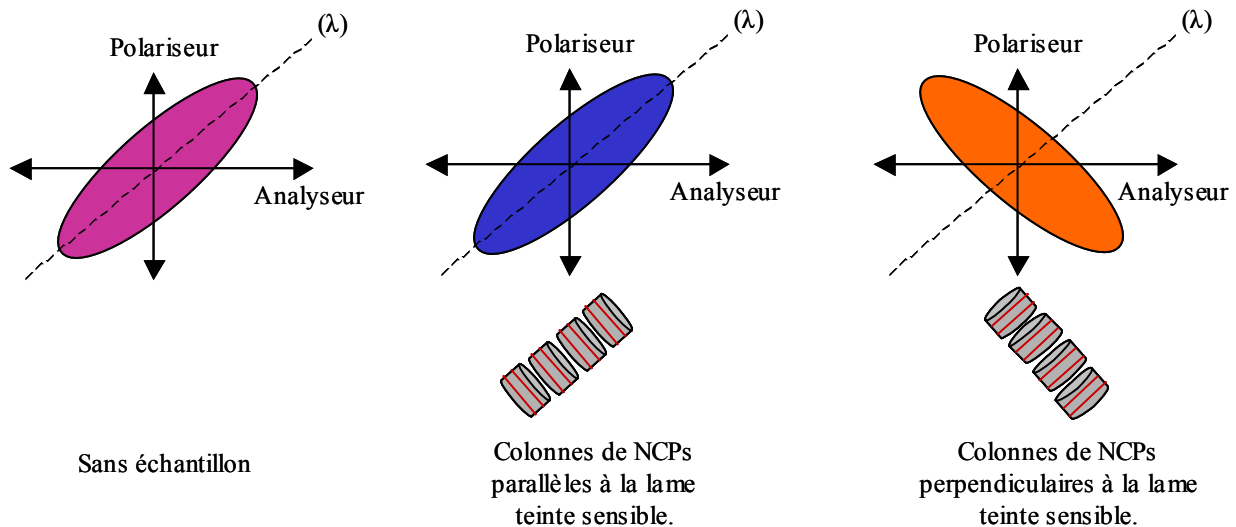 (λ)
Polariseur
Analyseur
Sans échantillon
(λ)
Polariseur
Analyseur
Colonnes de NCPs
parallèles à la lame
teinte sensible.
(λ)
Polariseur
Analyseur
Colonnes de NCPs
perpendiculaires à la lame
teinte sensible.